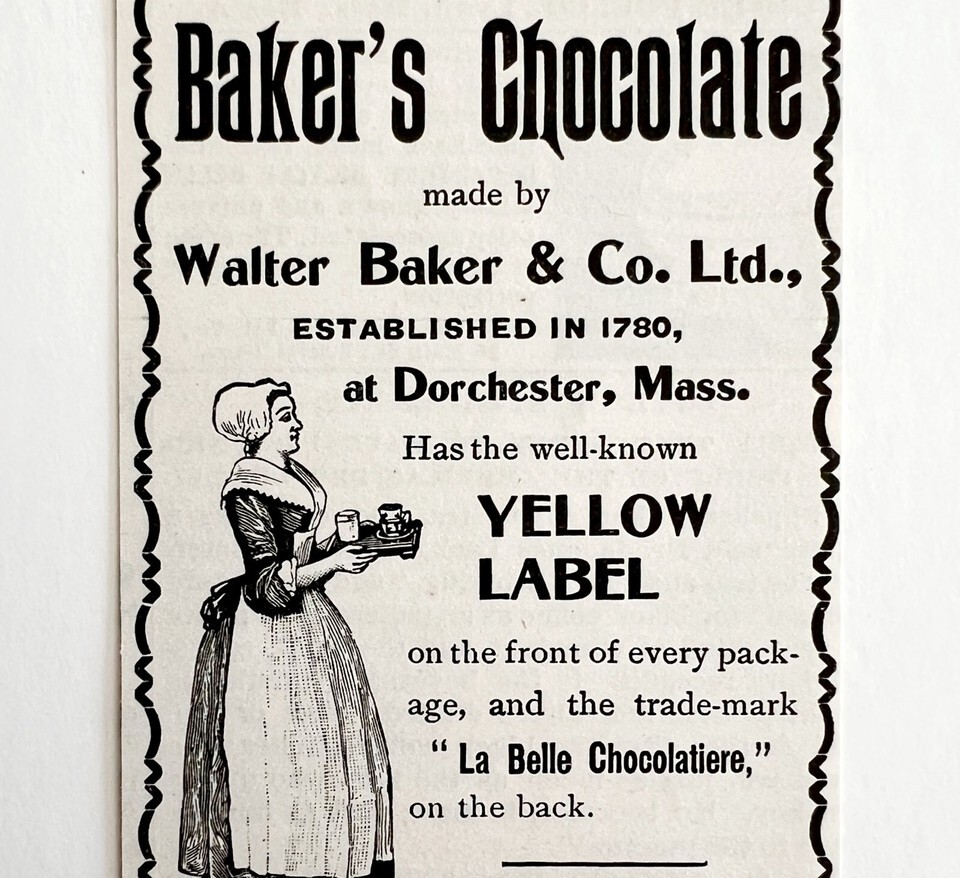 Baker's Chocolate
made by
Walter Baker & Co. Ltd.,
ESTABLISHED IN 1780,
at Dorchester, Mass.
Has the well-known
YELLOW
LABEL
on the front of every pack-
age, and the trade-mark
“ La Belle Chocolatiere,”
on the back.